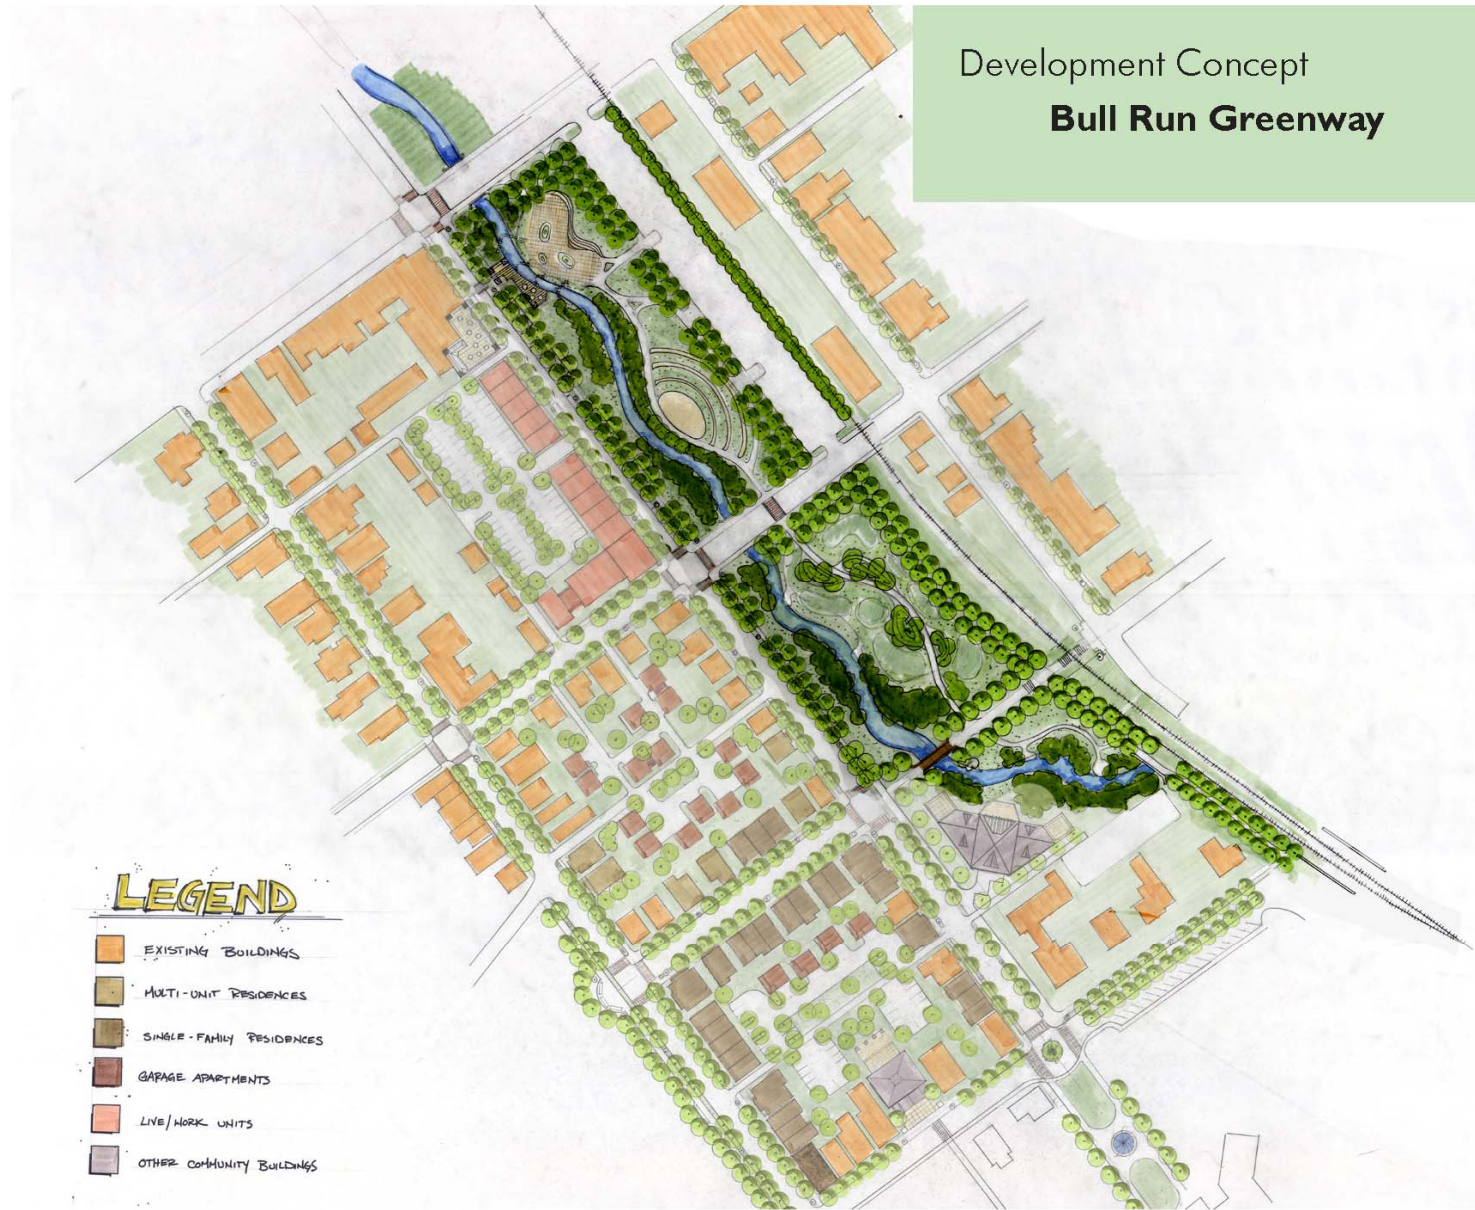 Development Concept
Bull Run Greenway
LEGEND
EXISTING BUILDINGS
MULTI-UNIT RESIDENCES
SINGLE-FAMILY RESIDENCES
GARAGE APARTMENTS
LIVE/WORK UNITS
OTHER COMMUNITY BUILDINGS